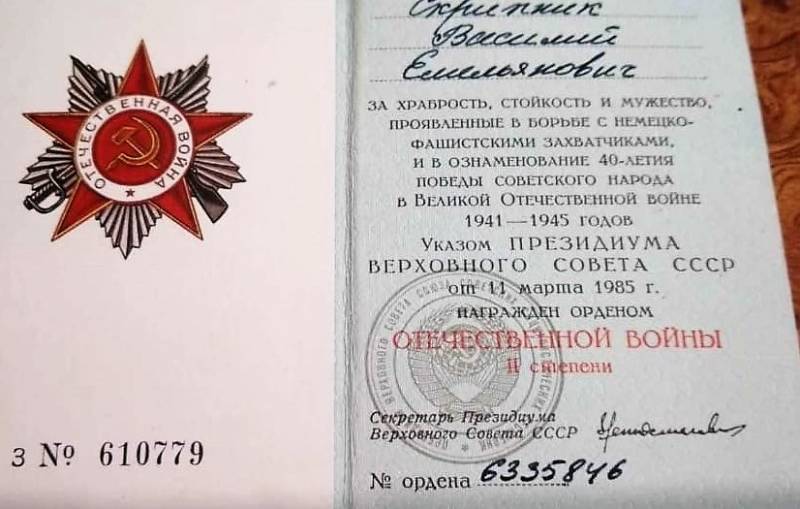 ОТЕЧЕСТВЕННАЯ ВОЙНА
З № 610779
Скрипник
Василий
Емельянович
ЗА ХРАБРОСТЬ, СТОЙКОСТЬ И МУЖЕСТВО,
ПРОЯВЛЕННЫЕ В БОРЬБЕ С НЕМЕЦКО-
ФАШИСТСКИМИ ЗАХВАТЧИКАМИ,
И В ОЗНАМЕНОВАНИЕ 40-ЛЕТИЯ
ПОБЕДЫ СОВЕТСКОГО НАРОДА
В ВЕЛИКОЙ ОТЕЧЕСТВЕННОЙ ВОЙНЕ
1941—1945 ГОДОВ
УКАЗОМ ПРЕЗИДИУМА
ВЕРХОВНОГО СОВЕТА СССР
от 11 марта 1985 г.
НАГРАЖДЕН ОРДЕНОМ
ОТЕЧЕСТВЕННОЙ ВОЙНЫ
II степени
Секретарь Президиума
Верховного Совета СССР
№ ордена 6335846